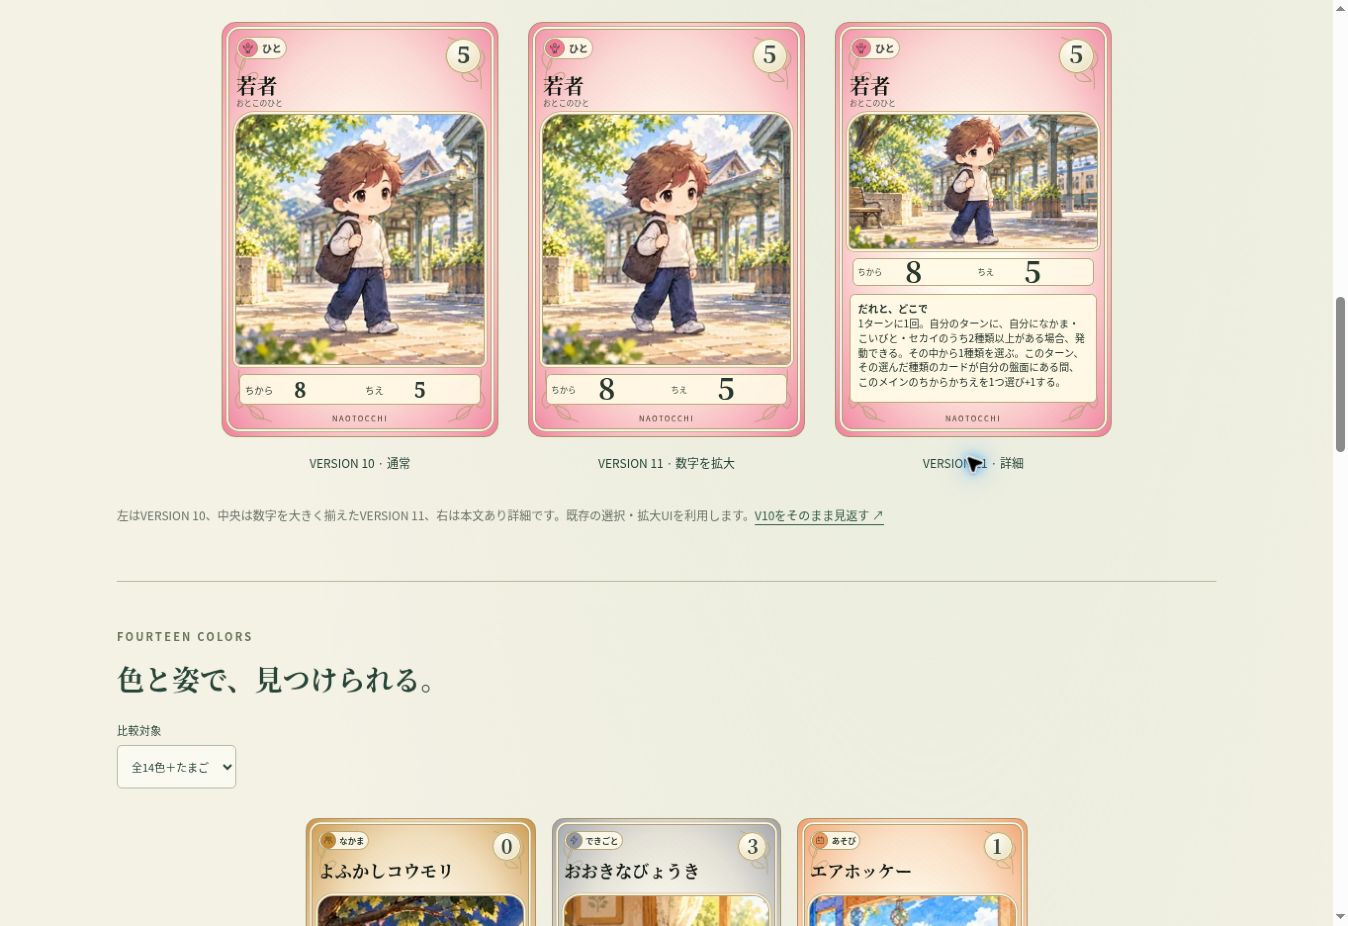 ひと
5
若者
おとこのひと
ちから 8 ちえ 5
NAOTOCCHI
VERSION 10 · 通常
ひと
5
若者
おとこのひと
ちから 8 ちえ 5
NAOTOCCHI
VERSION 11 · 数字を拡大
ひと
5
若者
おとこのひと
ちから 8 ちえ 5
だれと、どこで
1ターンに1回。自分のターンに、自分になかま・
こいびと・セカイのうち2種類以上がある場合、発
動できる。その中から1種類を選ぶ。このターン、
その選んだ種類のカードが自分の盤面にある間、
このメインのちからかちえを1つ選び+1する。
NAOTOCCHI
VERSION 1 · 詳細
左はVERSION 10、中央は数字を大きく揃えたVERSION 11、右は本文あり詳細です。既存の選択・拡大UIを利用します。V10をそのまま見返す ↗
FOURTEEN COLORS
色と姿で、見つけられる。
比較対象
全14色＋たまご
なかま
0
よふかしコウモリ
できごと
3
おおきなびょうき
あそび
1
エアホッケー